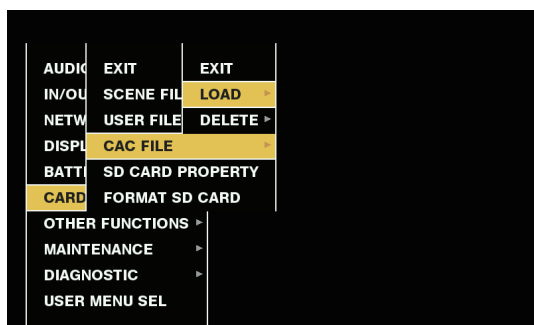 AUDIO EXIT EXIT
IN/OU SCENE FIL LOAD
NETW USER FILE DELETE
DISPL CAC FILE
BATT SD CARD PROPERTY
CARD FORMAT SD CARD
OTHER FUNCTIONS
MAINTENANCE
DIAGNOSTIC
USER MENU SEL